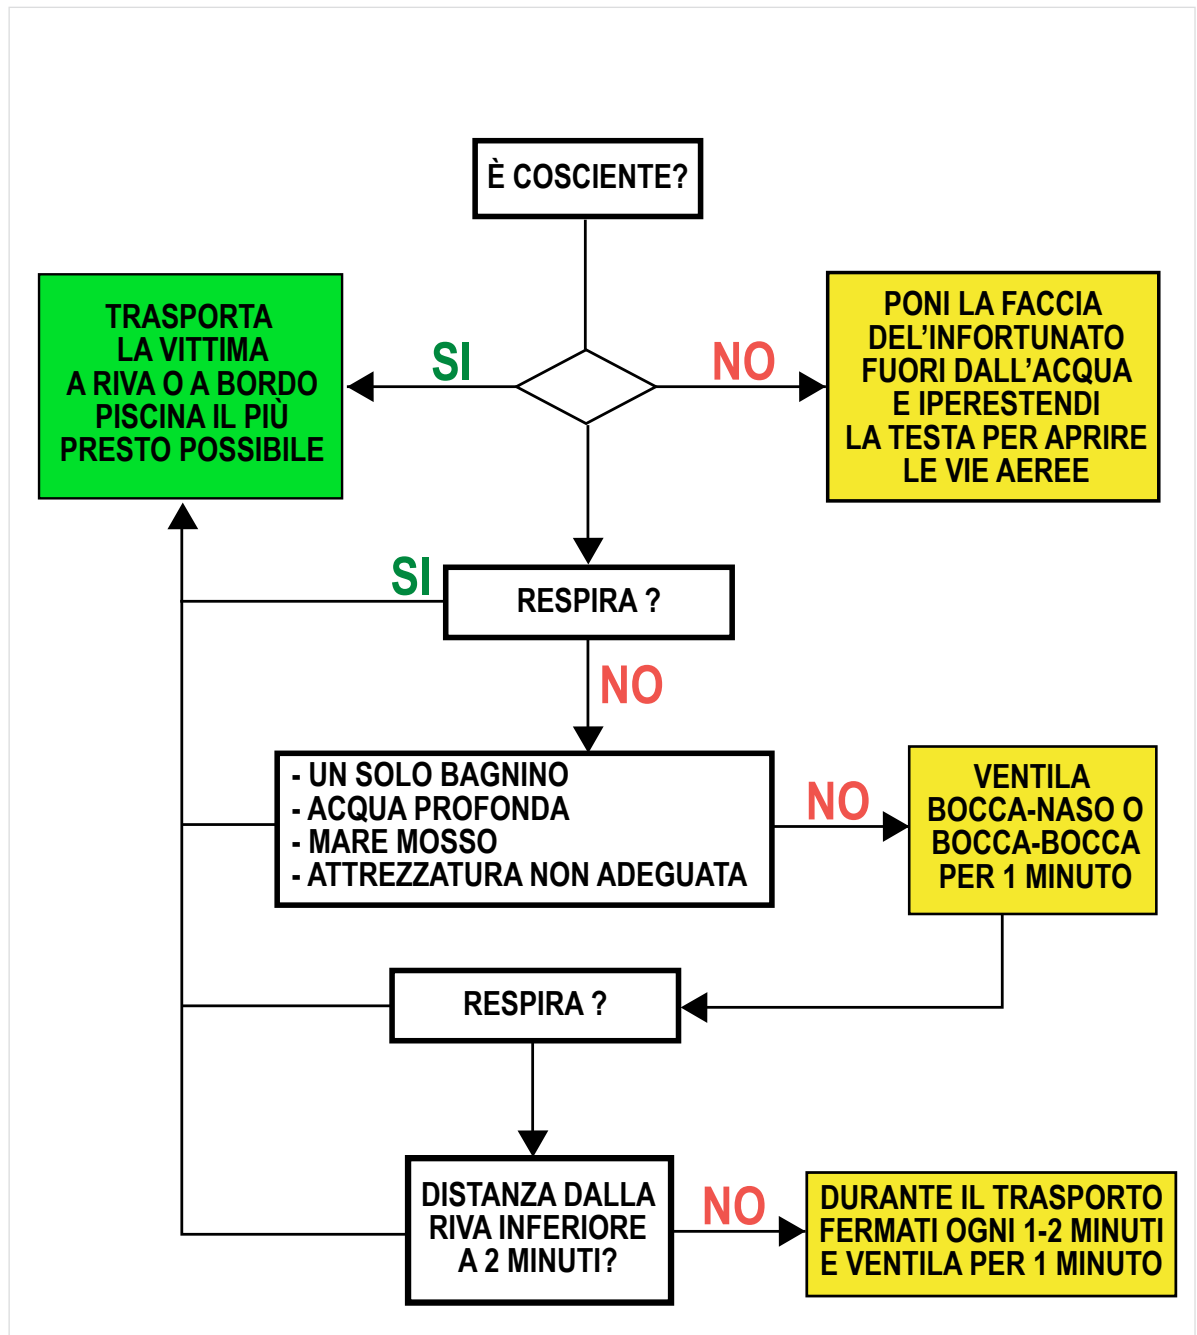 È COSCIENTE?
TRASPORTA
LA VITTIMA
A RIVA O A BORDO
PISCINA IL PIÙ
PRESTO POSSIBILE
SI
NO
PONI LA FACCIA
DEL'INFORTUNATO
FUORI DALL'ACQUA
E IPERESTENDI
LA TESTA PER APRIRE
LE VIE AEREE
SI
RESPIRA ?
NO
- UN SOLO BAGNINO
- ACQUA PROFONDA
- MARE MOSSO
- ATTREZZATURA NON ADEGUATA
NO
VENTILA
BOCCA-NASO O
BOCCA-BOCCA
PER 1 MINUTO
RESPIRA ?
DISTANZA DALLA
RIVA INFERIORE
A 2 MINUTI?
NO
DURANTE IL TRASPORTO
FERMATI OGNI 1-2 MINUTI
E VENTILA PER 1 MINUTO